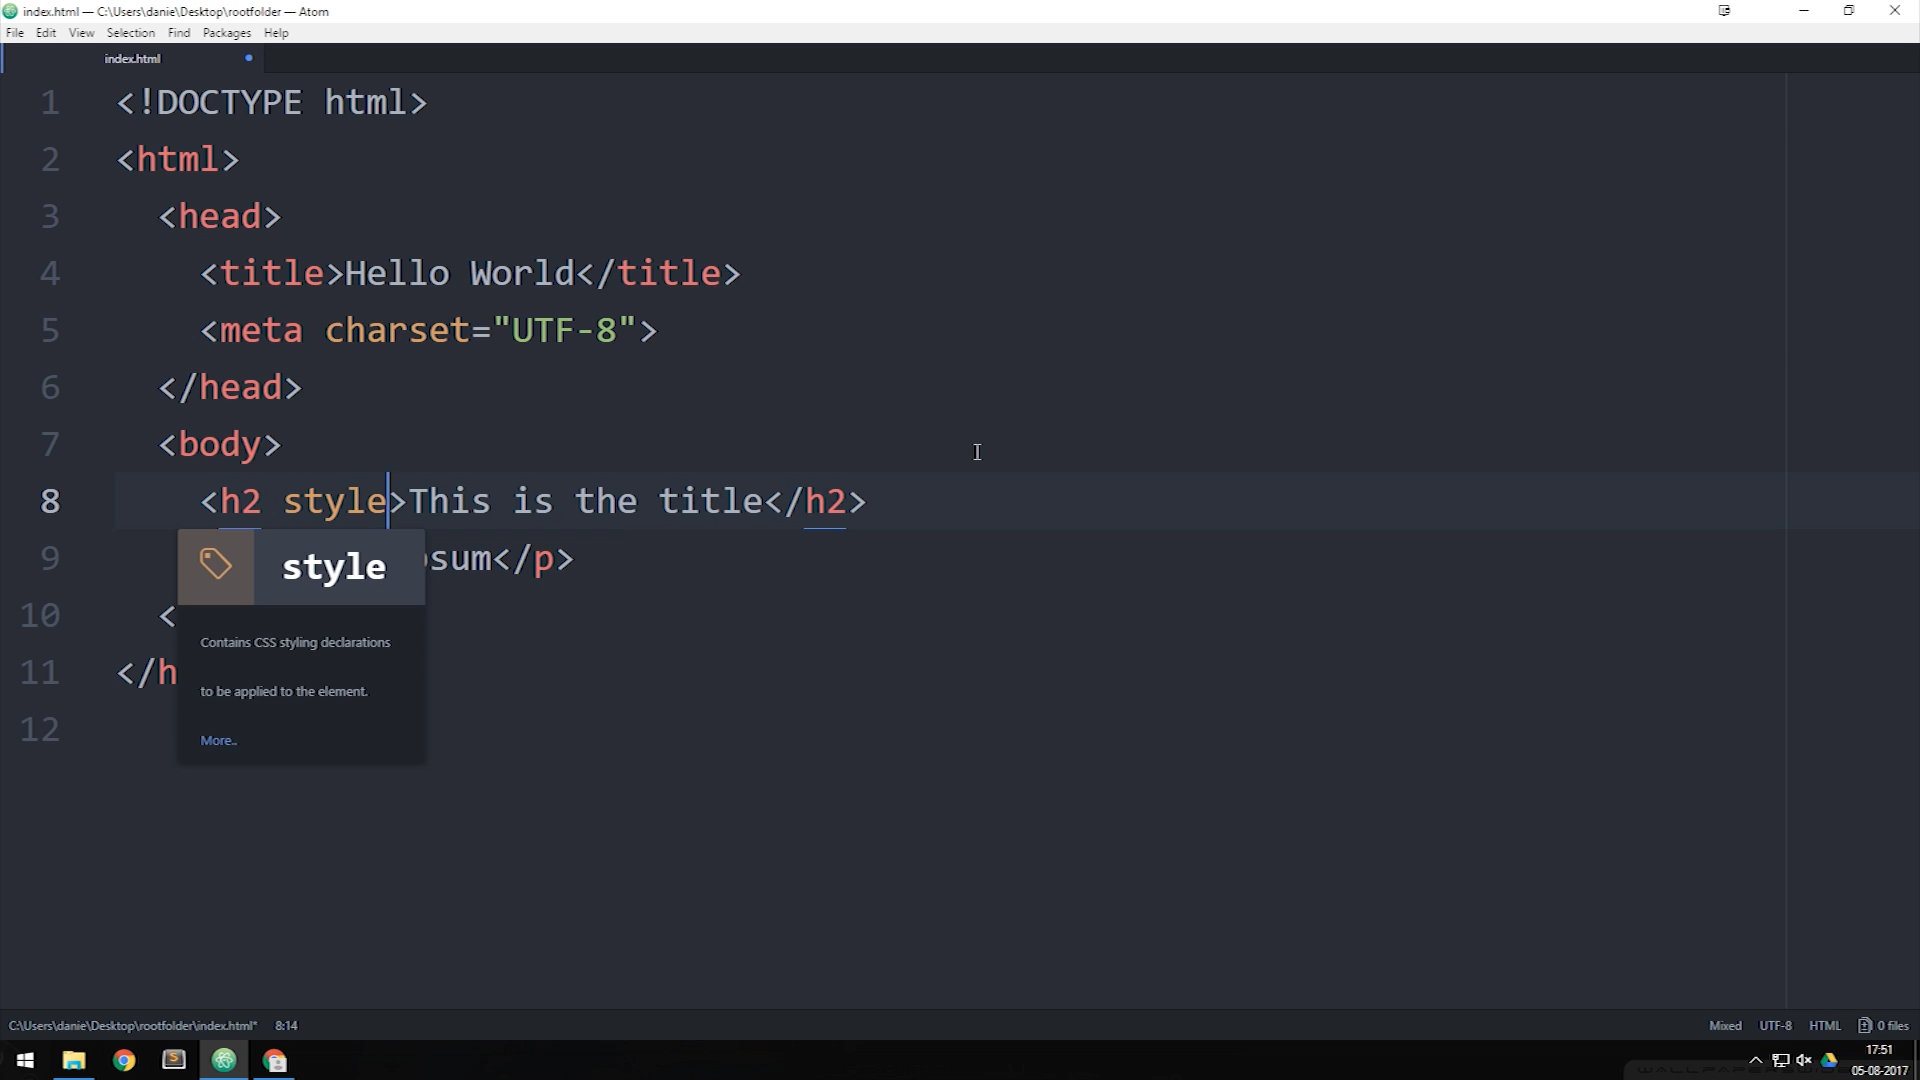 index.html — C:\Users\danie\Desktop\rootfolder — Atom
File Edit View Selection Find Packages Help
index.html
1 <!DOCTYPE html>
2 <html>
3 <head>
4 <title>Hello World</title>
5 <meta charset="UTF-8">
6 </head>
7 <body>
8 <h2 style>This is the title</h2>
9 sum</p>
style
10 <
Contains CSS styling declarations
11 </h
to be applied to the element.
12
More..
C:\Users\danie\Desktop\rootfolder\index.html* 8:14 Mixed UTF-8 HTML 0 files
17:51
05-08-2017